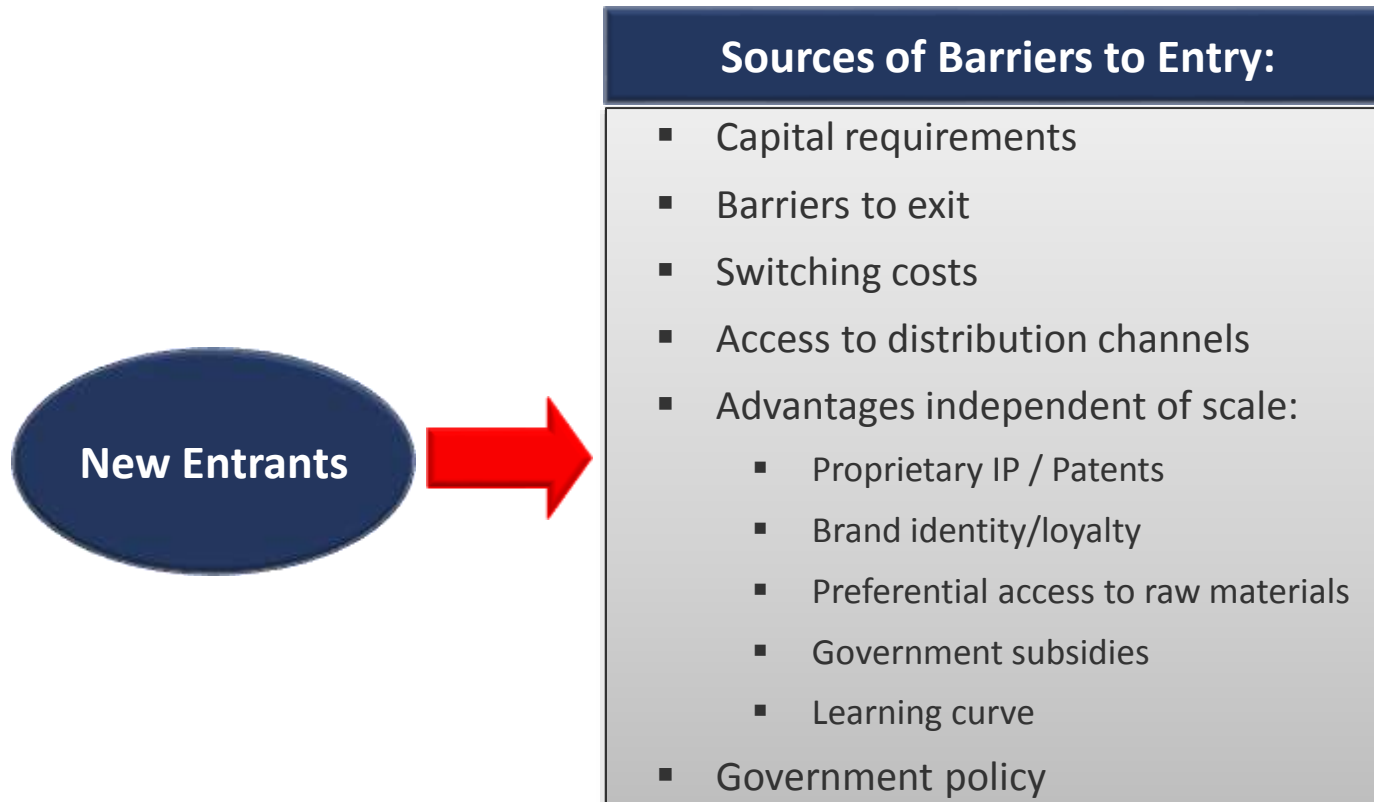 Sources of Barriers to Entry:
▪ Capital requirements
▪ Barriers to exit
▪ Switching costs
▪ Access to distribution channels
▪ Advantages independent of scale:
▪ Proprietary IP / Patents
▪ Brand identity/loyalty
▪ Preferential access to raw materials
▪ Government subsidies
▪ Learning curve
▪ Government policy
New Entrants